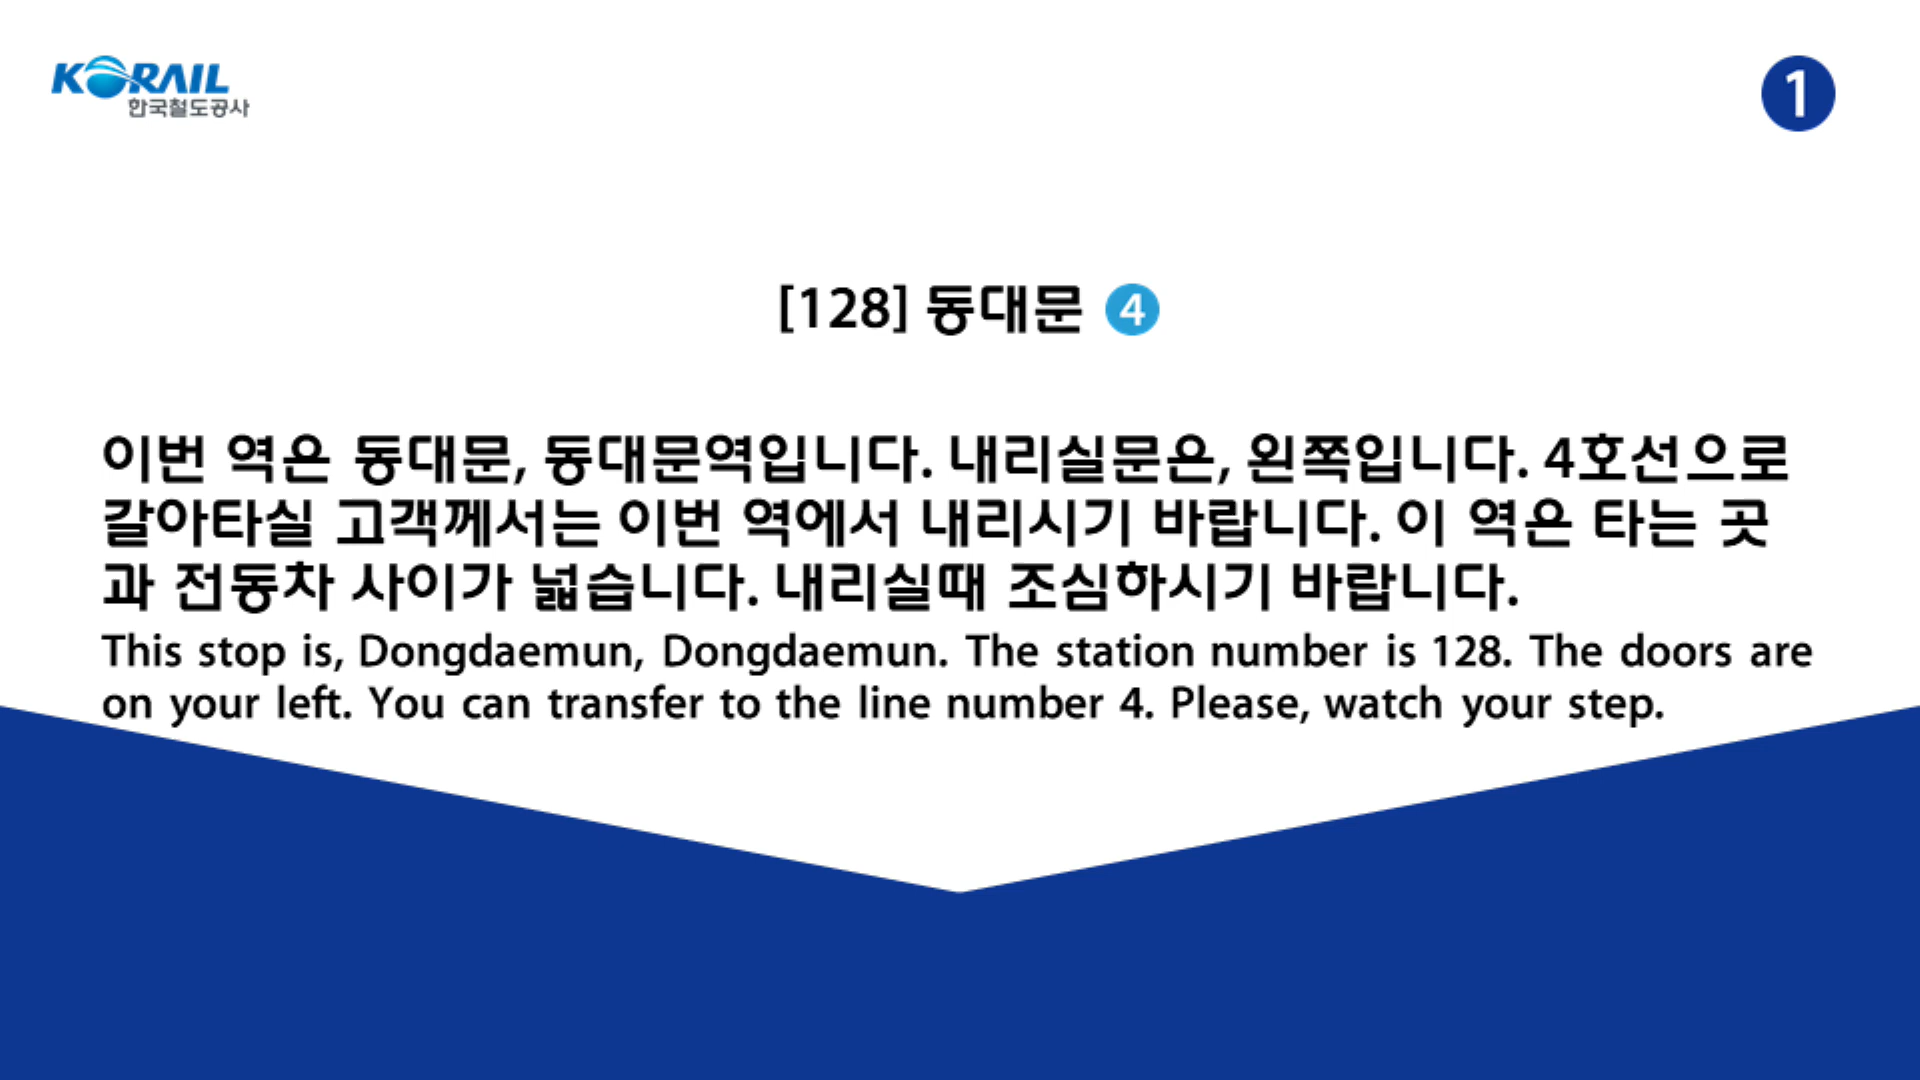 KORAIL
한국철도공사
1
[128] 동대문 4
이번 역은 동대문, 동대문역입니다. 내리실문은, 왼쪽입니다. 4호선으로
갈아타실 고객께서는 이번 역에서 내리시기 바랍니다. 이 역은 타는 곳
과 전동차 사이가 넓습니다. 내리실때 조심하시기 바랍니다.
This stop is, Dongdaemun, Dongdaemun. The station number is 128. The doors are
on your left. You can transfer to the line number 4. Please, watch your step.